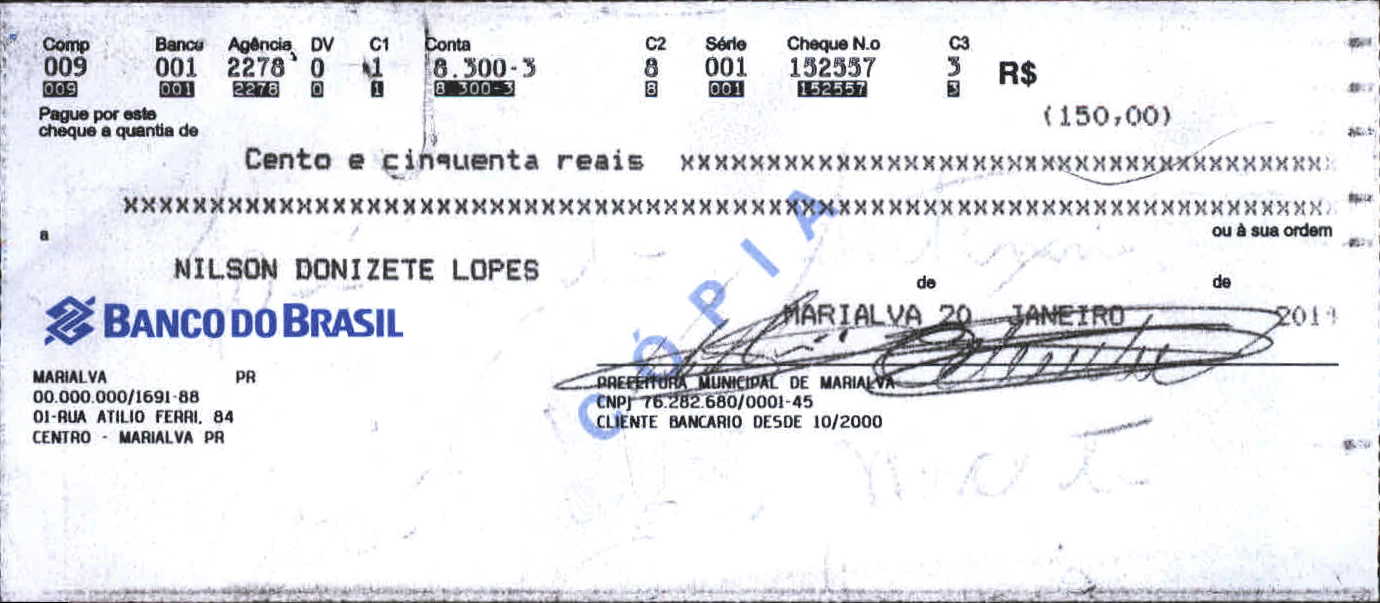 Comp Banco Agência DV C1 Conta C2 Série Cheque N.o C3
009 001 2278 0 1 8.300-3 8 001 152557 3 R$
009 001 2278 0 1 8 300-3 8 001 152557 3
Pague por este
cheque a quantia de
(150,00)
Cento e cinquenta reais xxxxxxxxxxxxxxxxxxxxxxxxxxxxxxxxxxxxxx
xxxxxxxxxxxxxxxxxxxxxxxxxxxxxxxxxxxxxxxxxxxxxxxxxxxxxxxxxxxxxxxxxxxxxx
a ou à sua ordem
NILSON DONIZETE LOPES
de de
MARIALVA 20 JANEIRO
BANCO DO BRASIL
CÓPIA
MARIALVA PR
00.000.000/1691-88
01-RUA ATILIO FERRI, 84
CENTRO - MARIALVA PR
PREFEITURA MUNICIPAL DE MARIALVA
CNPJ 76.282.680/0001-45
CLIENTE BANCARIO DESDE 10/2000